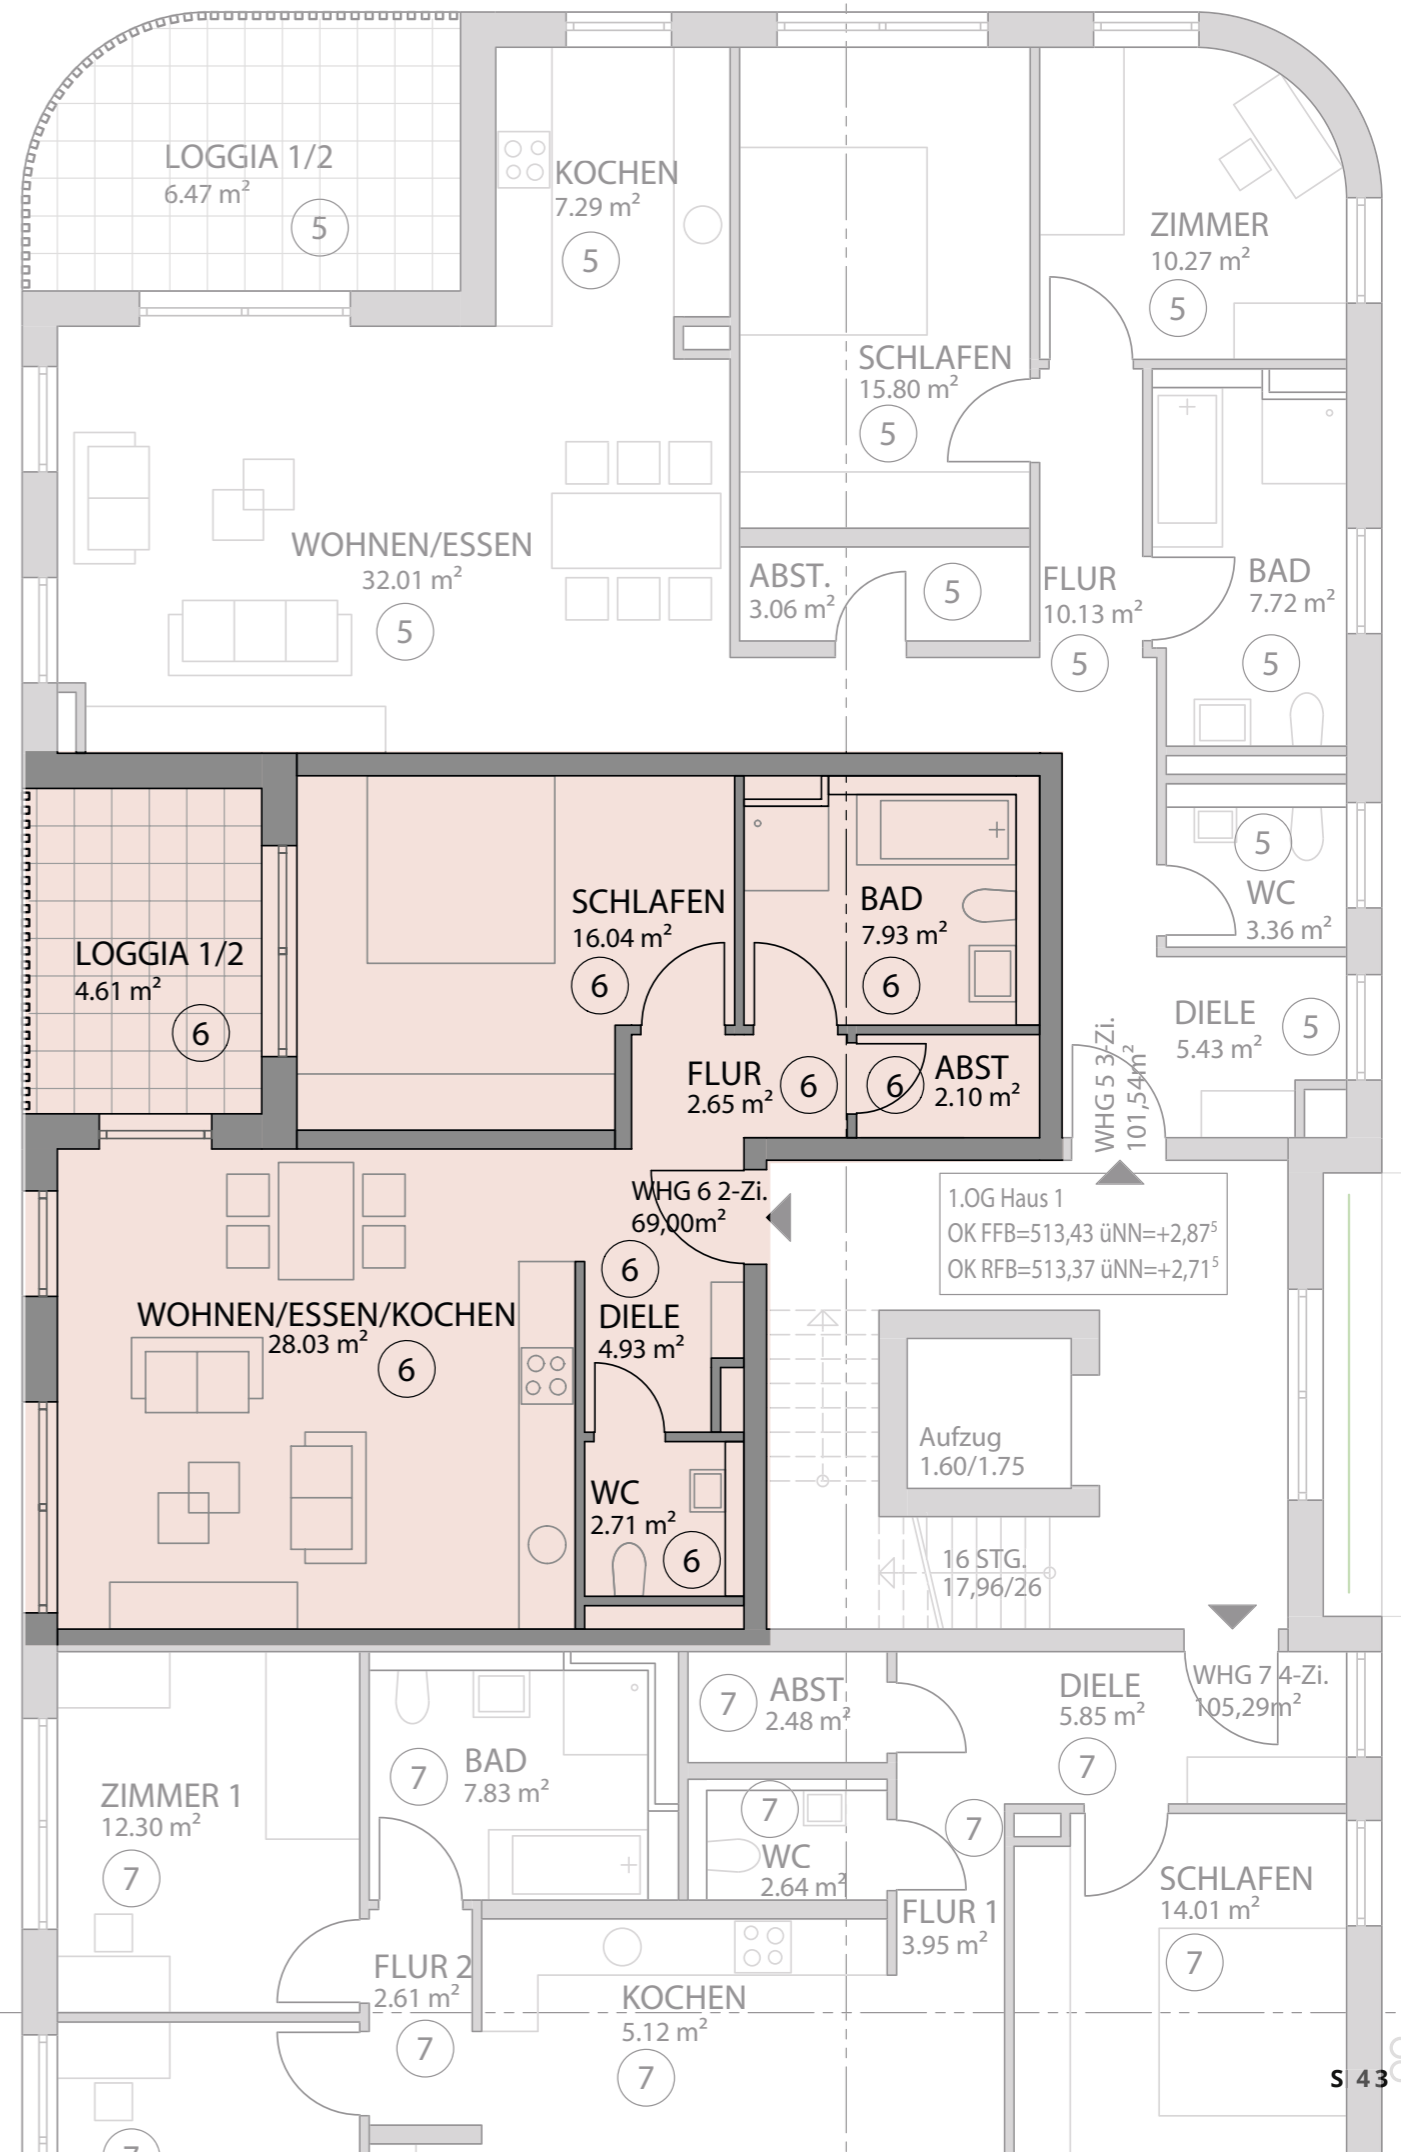 LOGGIA 1/2
6.47 m²
5
KOCHEN
7.29 m²
5
ZIMMER
10.27 m²
5
SCHLAFEN
15.80 m²
5
WOHNEN/ESSEN
32.01 m²
5
ABST.
3.06 m²
5
FLUR
10.13 m²
5
BAD
7.72 m²
5
SCHLAFEN
16.04 m²
6
BAD
7.93 m²
6
5
WC
3.36 m²
LOGGIA 1/2
4.61 m²
6
DIELE
5.43 m²
5
FLUR
2.65 m²
6
6
ABST
2.10 m²
WHG 5 3-Zi.
101,54m²
WHG 6 2-Zi.
69,00m²
6
DIELE
4.93 m²
1.OG Haus 1
OK FFB=513,43 üNN=+2,87⁵
OK RFB=513,37 üNN=+2,71⁵
WOHNEN/ESSEN/KOCHEN
28.03 m²
6
Aufzug
1.60/1.75
WC
2.71 m²
6
16 STG.
17,96/26
7
ABST
2.48 m²
DIELE
5.85 m²
7
WHG 7 4-Zi.
105,29m²
BAD
7.83 m²
7
ZIMMER 1
12.30 m²
7
7
WC
2.64 m²
7
SCHLAFEN
14.01 m²
7
FLUR 1
3.95 m²
FLUR 2
2.61 m²
7
KOCHEN
5.12 m²
7
S 43
7